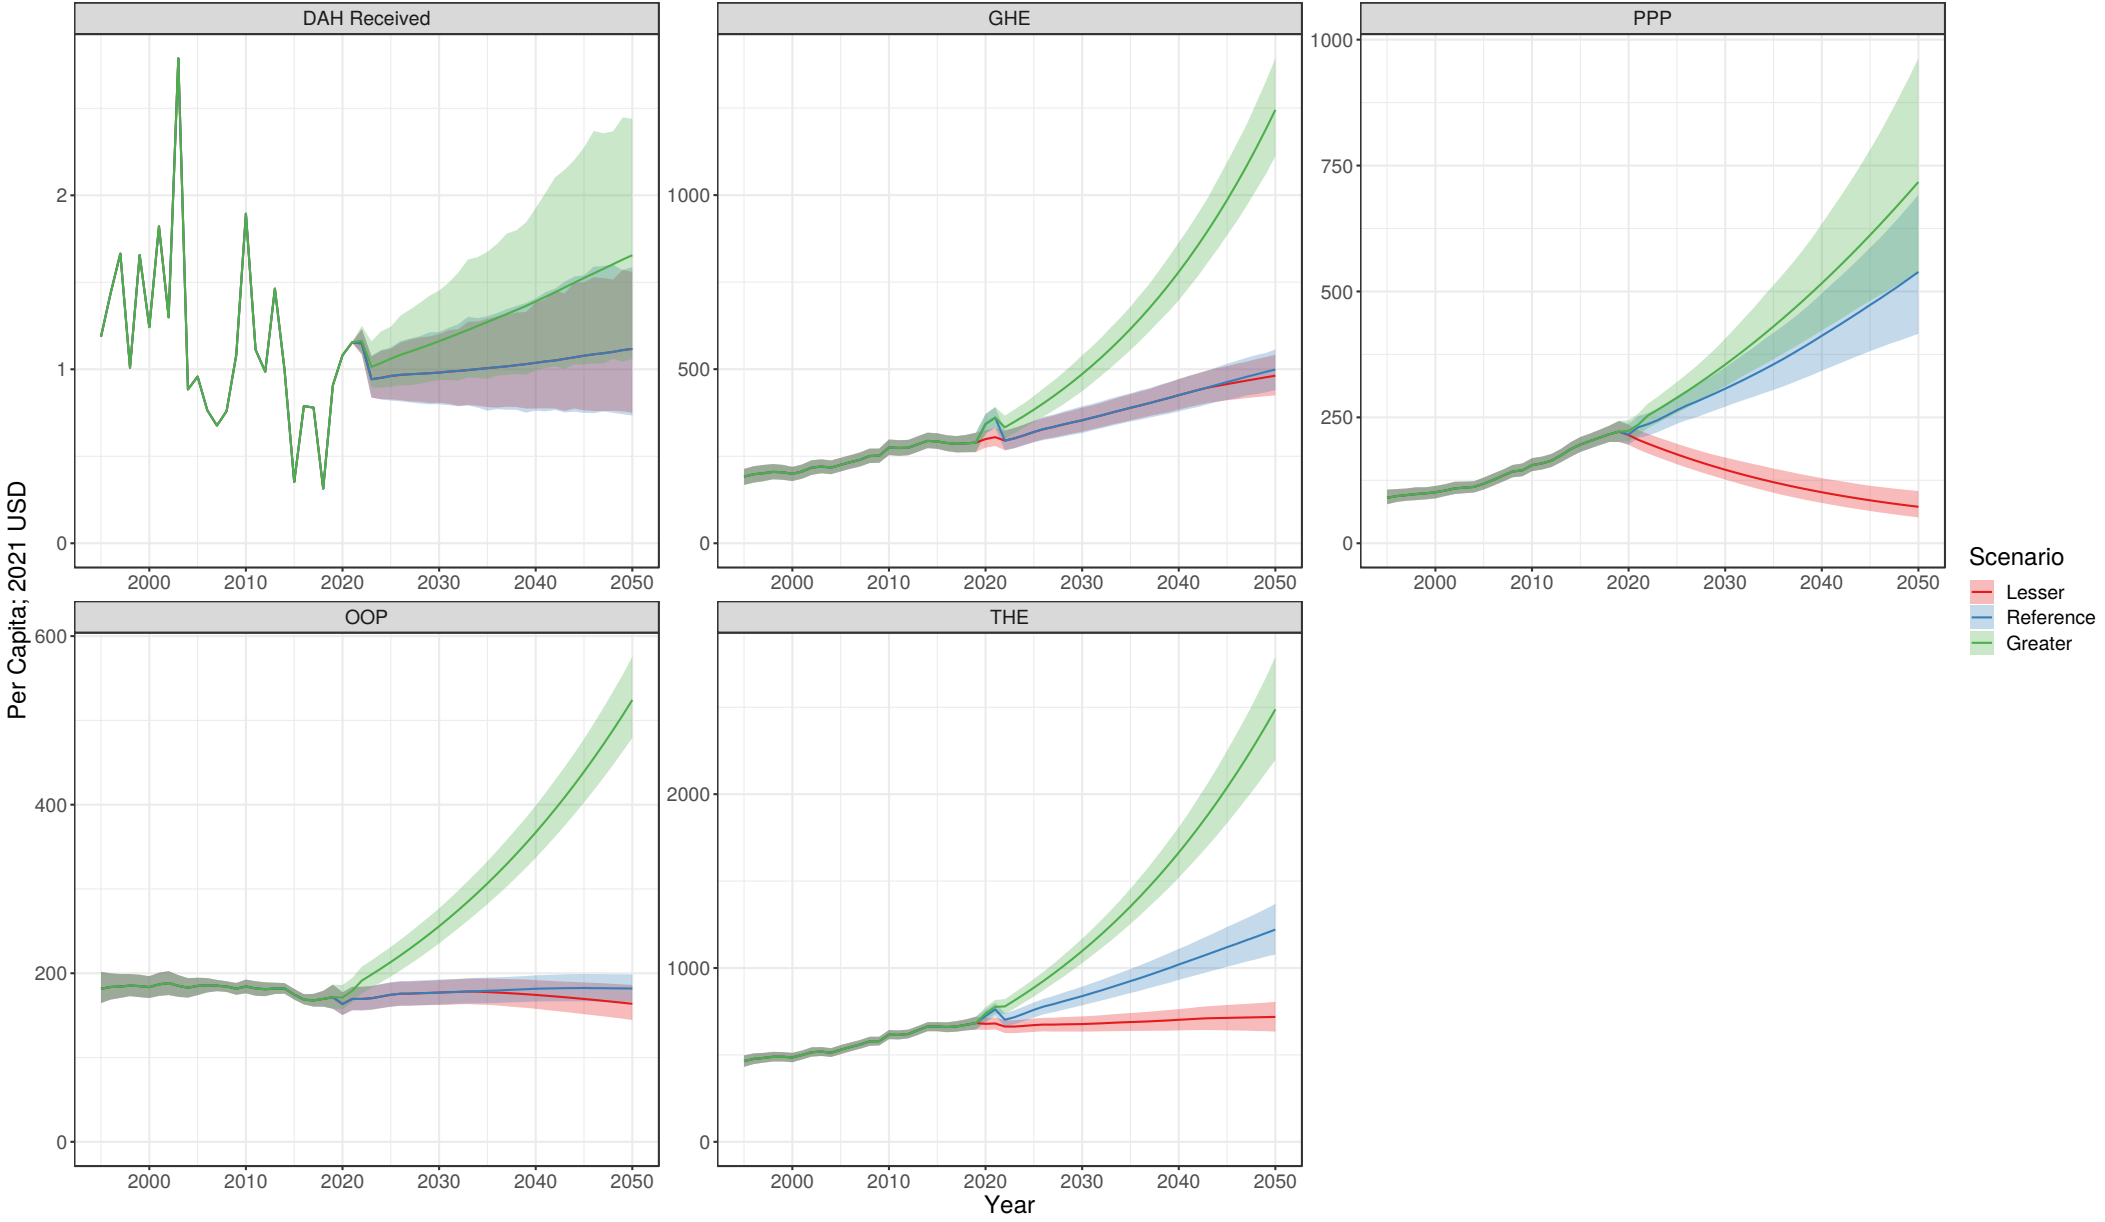 DAH Received
GHE
PPP
0
1
2
0
500
1000
0
250
500
750
1000
2000 2010 2020 2030 2040 2050
2000 2010 2020 2030 2040 2050
2000 2010 2020 2030 2040 2050
OOP
THE
0
200
400
600
0
1000
2000
2000 2010 2020 2030 2040 2050
2000 2010 2020 2030 2040 2050
Per Capita; 2021 USD
Year
Scenario
Lesser
Reference
Greater